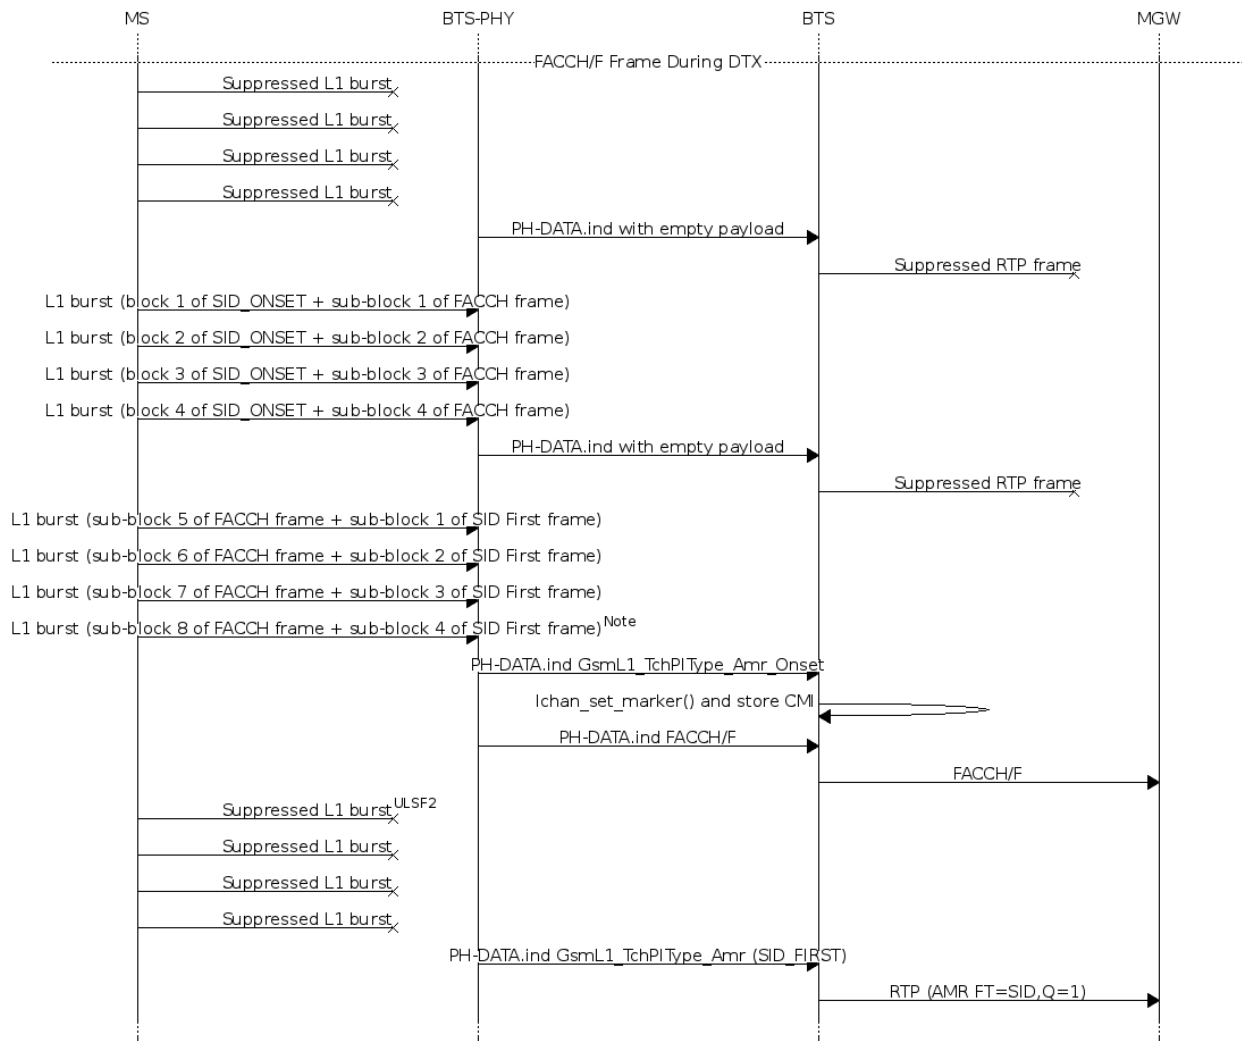 MS BTS-PHY BTS MGW
FACCH/F Frame During DTX
Suppressed L1 burst
Suppressed L1 burst
Suppressed L1 burst
Suppressed L1 burst
PH-DATA.ind with empty payload
Suppressed RTP frame
L1 burst (block 1 of SID_ONSET + sub-block 1 of FACCH frame)
L1 burst (block 2 of SID_ONSET + sub-block 2 of FACCH frame)
L1 burst (block 3 of SID_ONSET + sub-block 3 of FACCH frame)
L1 burst (block 4 of SID_ONSET + sub-block 4 of FACCH frame)
PH-DATA.ind with empty payload
Suppressed RTP frame
L1 burst (sub-block 5 of FACCH frame + sub-block 1 of SID First frame)
L1 burst (sub-block 6 of FACCH frame + sub-block 2 of SID First frame)
L1 burst (sub-block 7 of FACCH frame + sub-block 3 of SID First frame)
L1 burst (sub-block 8 of FACCH frame + sub-block 4 of SID First frame) Note
PH-DATA.ind GsmL1_TchPlType_Amr_Onset
lchan_set_marker() and store CMI
PH-DATA.ind FACCH/F
FACCH/F
Suppressed L1 burst ULSF2
Suppressed L1 burst
Suppressed L1 burst
Suppressed L1 burst
PH-DATA.ind GsmL1_TchPlType_Amr (SID_FIRST)
RTP (AMR FT=SID,Q=1)